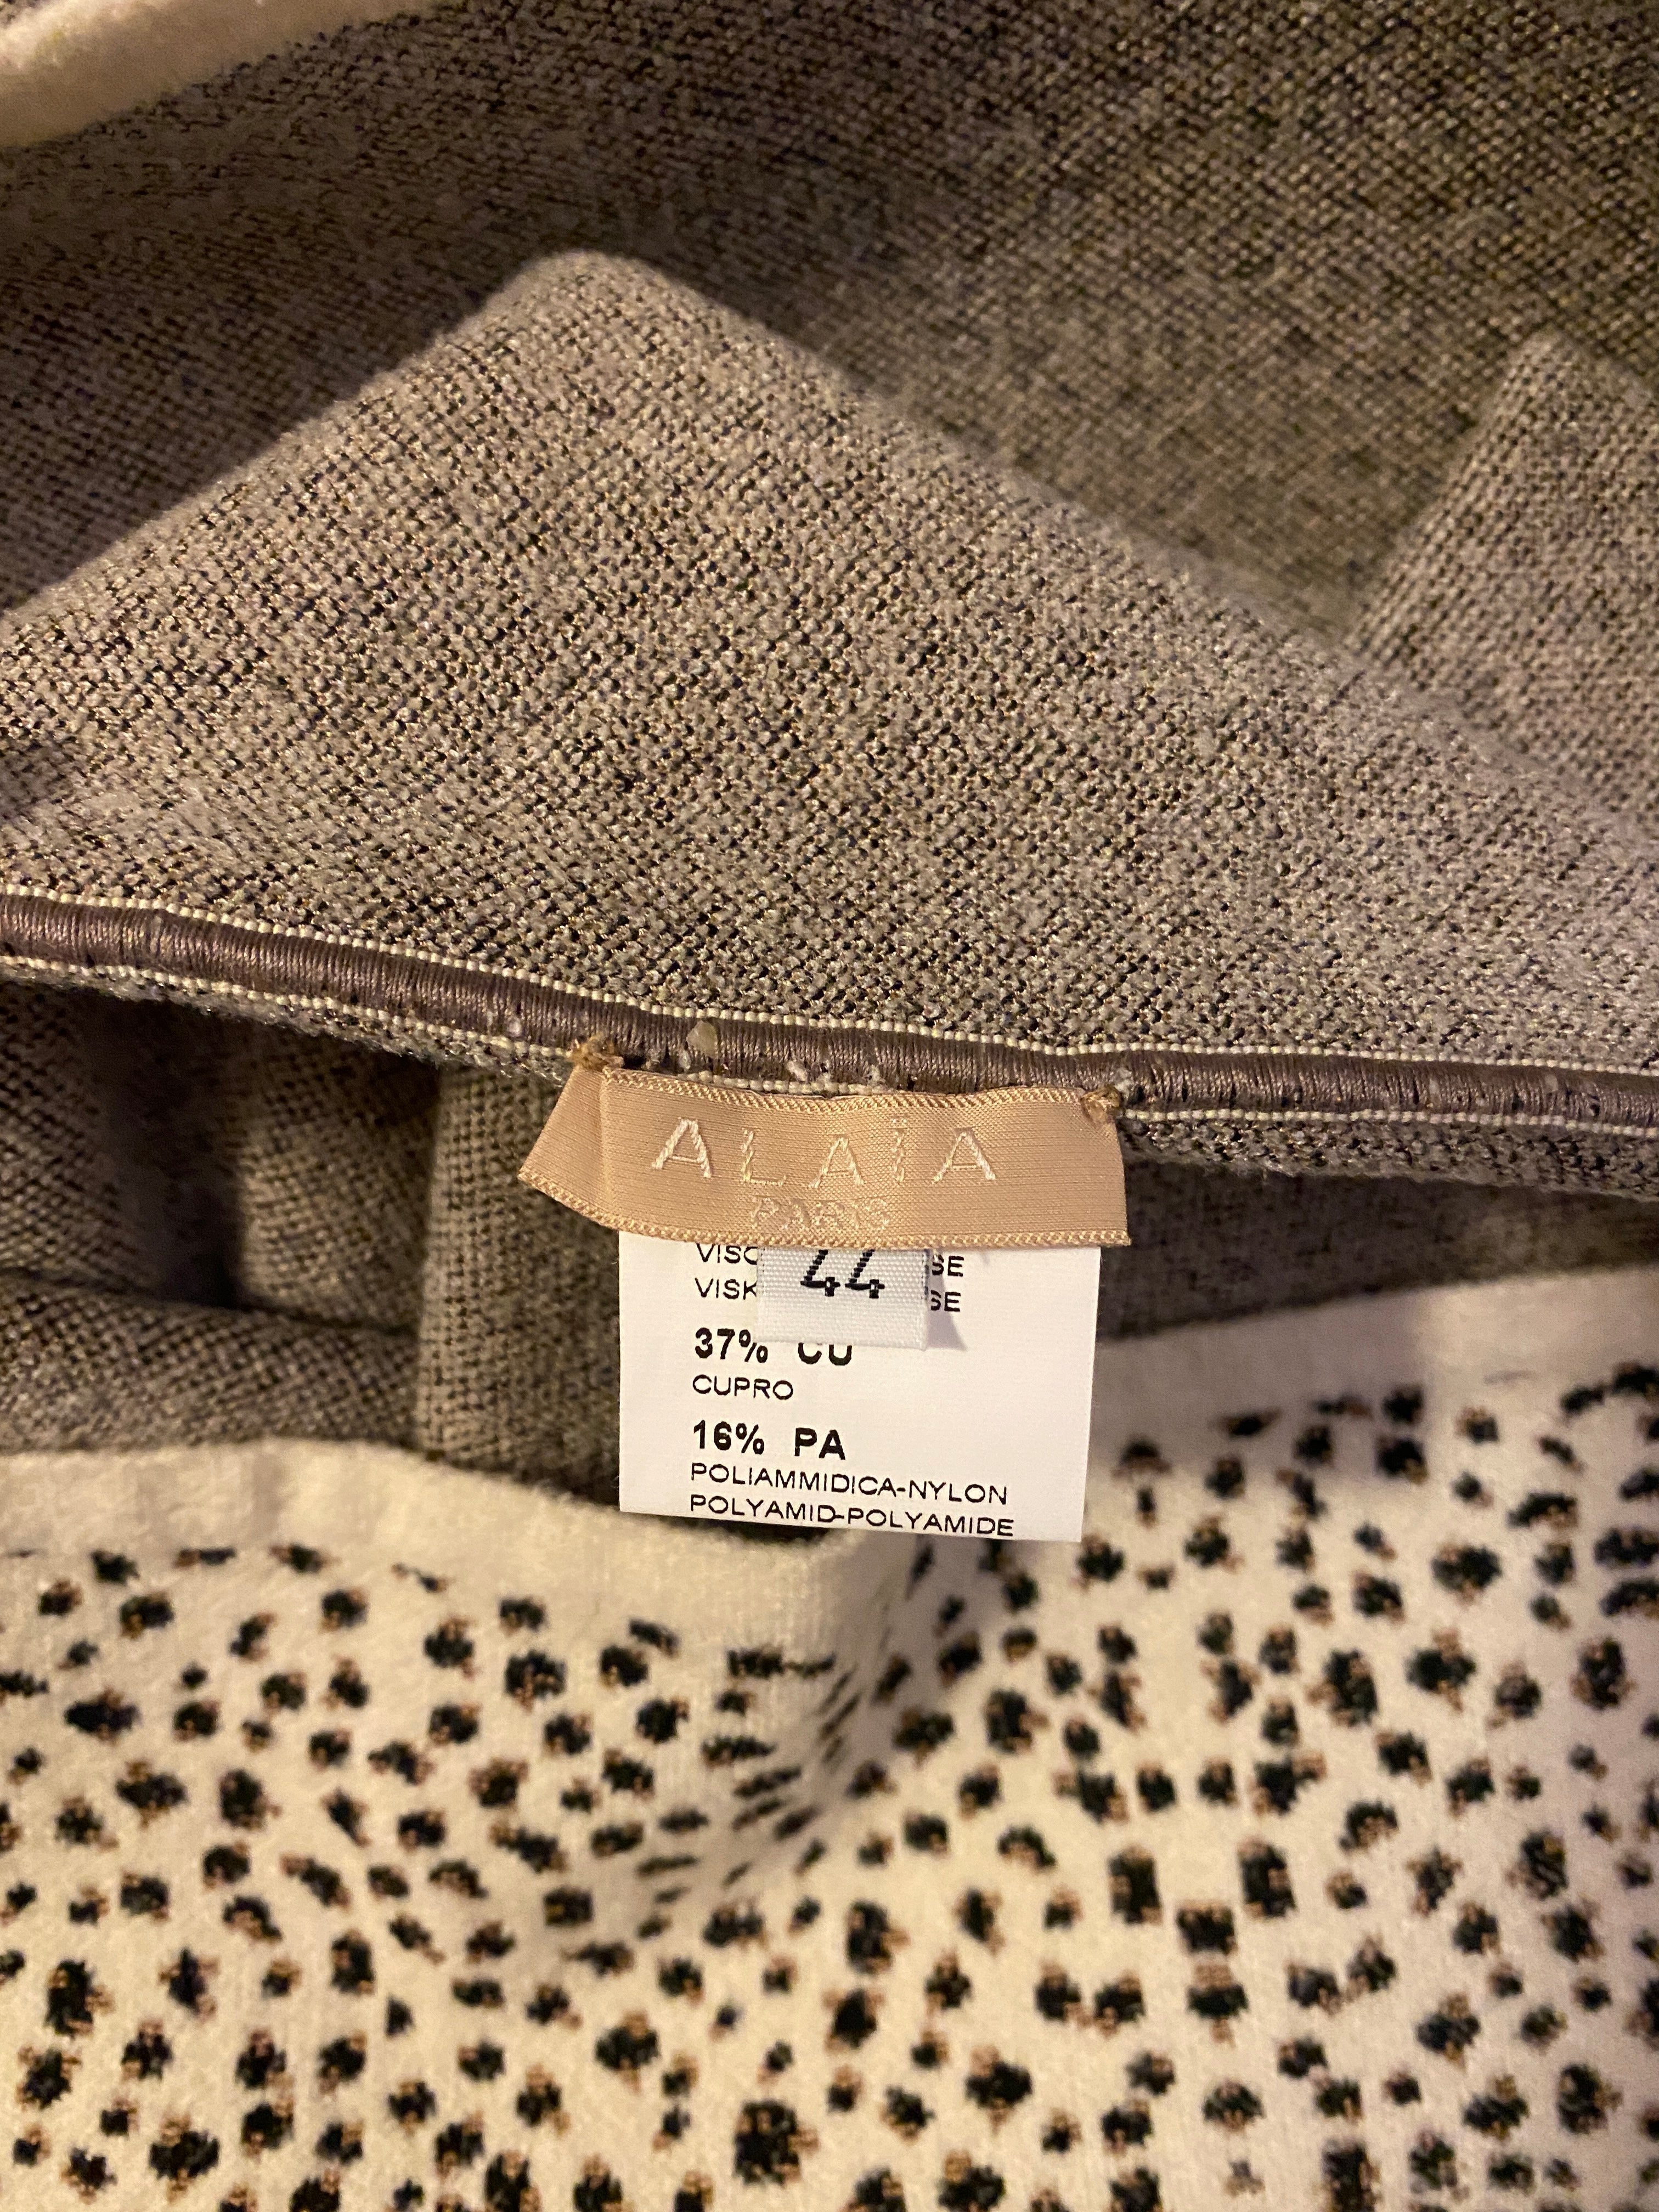 ALAÏA
PARIS
44
37% CU
CUPRO
16% PA
POLIAMMIDICA-NYLON
POLYAMID-POLYAMIDE